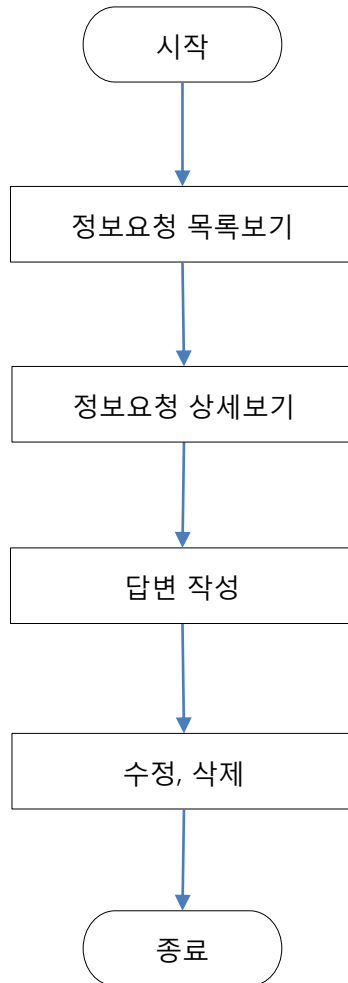 시작
정보요청 목록보기
정보요청 상세보기
답변 작성
수정, 삭제
종료